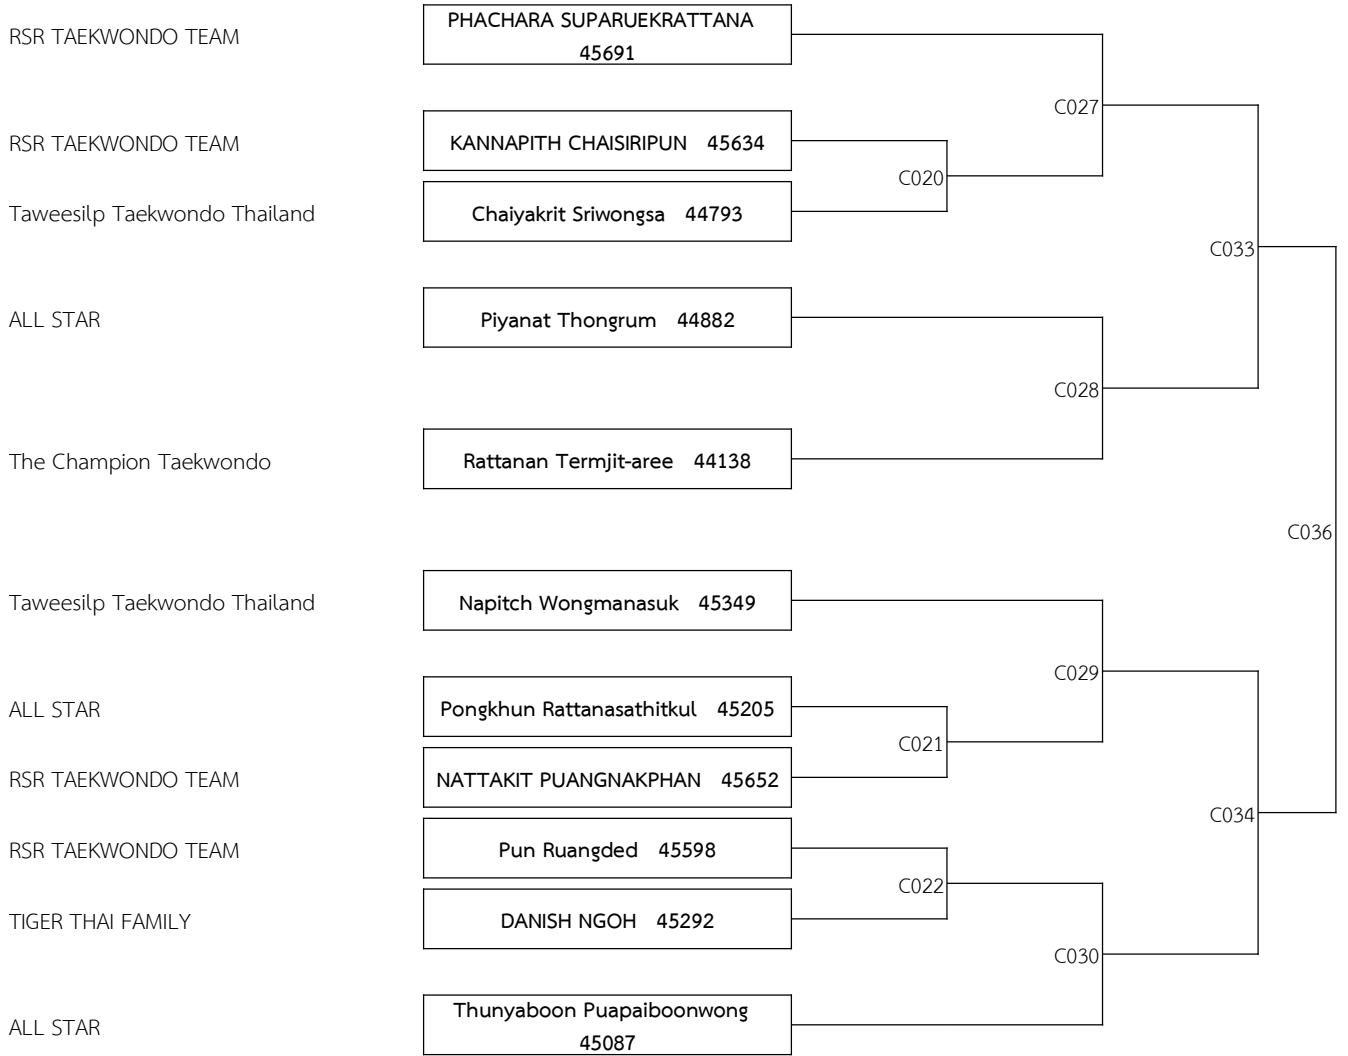 RSR TAEKWONDO TEAM
PHACHARA SUPARUEKRATTANA
45691
C027
RSR TAEKWONDO TEAM
KANNAPITH CHAISIRIPUN 45634
C020
Taweesilp Taekwondo Thailand
Chaiyakrit Sriwongsa 44793
C033
ALL STAR
Piyanat Thongrum 44882
C028
The Champion Taekwondo
Rattanan Termjit-aree 44138
C036
Taweesilp Taekwondo Thailand
Napitch Wongmanasuk 45349
C029
ALL STAR
Pongkhun Rattanasathitkul 45205
C021
RSR TAEKWONDO TEAM
NATTAKIT PUANGNAKPHAN 45652
C034
RSR TAEKWONDO TEAM
Pun Ruangded 45598
C022
TIGER THAI FAMILY
DANISH NGOH 45292
C030
ALL STAR
Thunyaboon Puapaiboonwong
45087